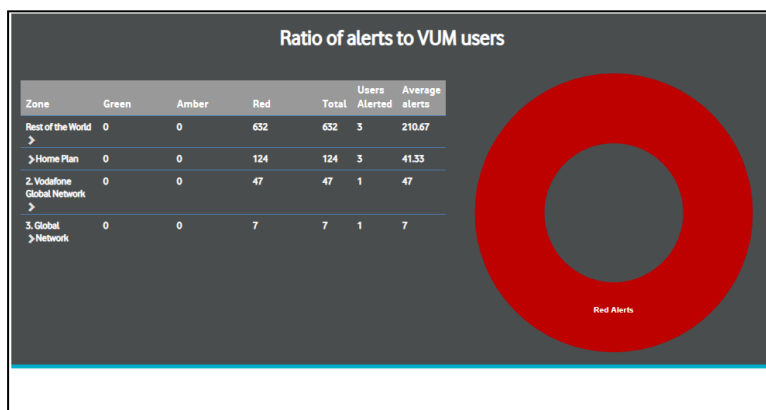 Ratio of alerts to VUM users
Users Average
Zone Green Amber Red Total Alerted alerts
Rest of the World 0 0 632 632 3 210.67
Home Plan 0 0 124 124 3 41.33
2. Vodafone 0 0 47 47 1 47
Global Network
3. Global 0 0 7 7 1 7
Network
Red Alerts